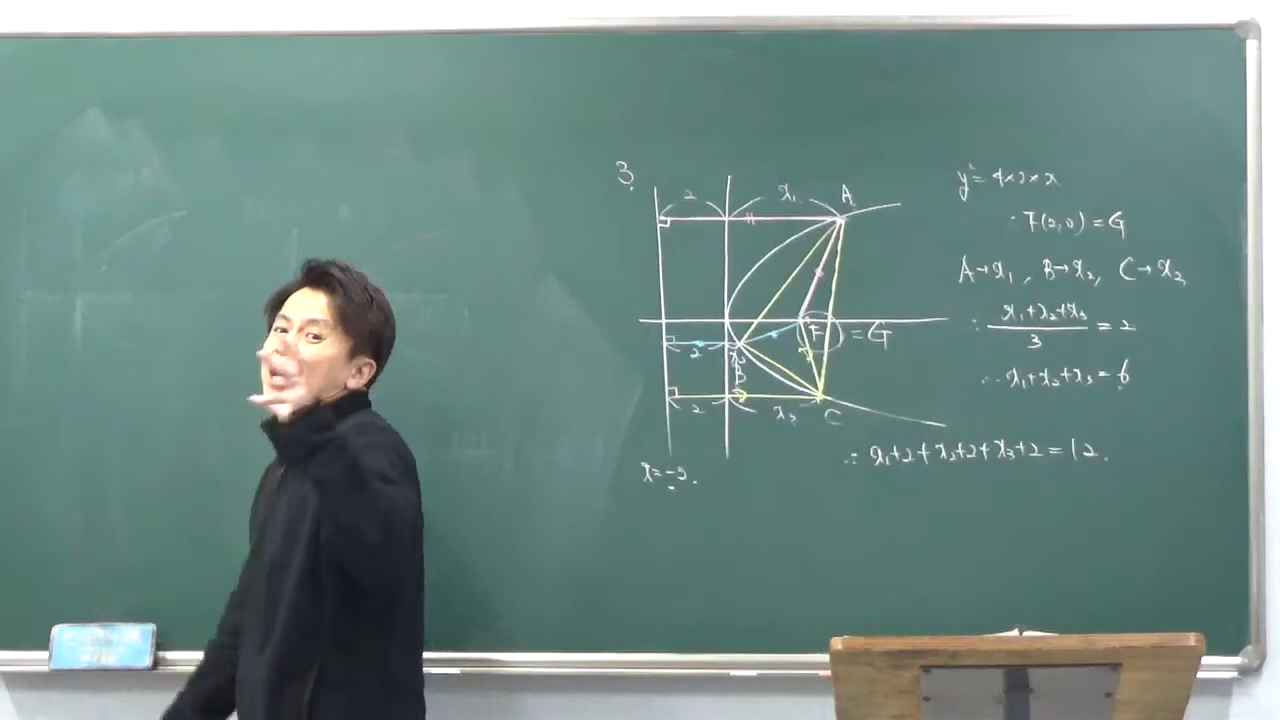 3.
2 x₁ A
y² = 4×2×x
F(2,0) = G
A→x₁, B→x₂, C→x₃
∴ x₁+x₂+x₃ / 3 = 2
∴ x₁+x₂+x₃ = 6
F = G
2 x₂
B
2 x₃ C
∴ x₁+2+x₂+2+x₃+2 = 12.
x=-2.